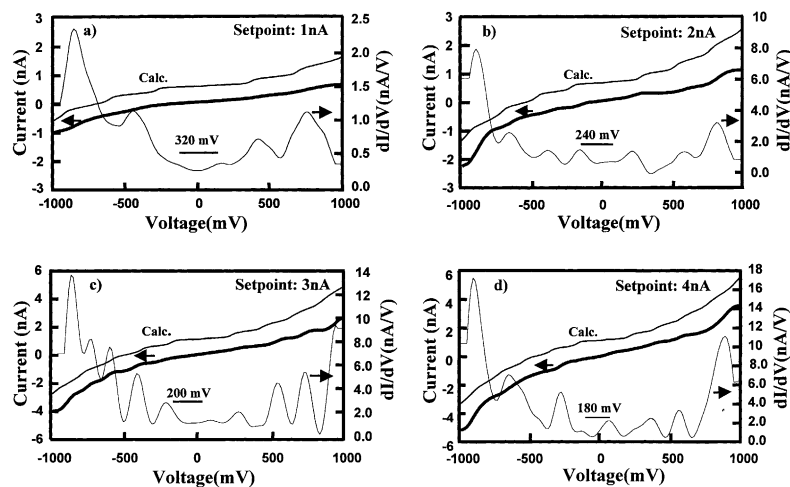 a) Setpoint: 1nA
Current (nA)
3
2
1
0
-1
-2
-3
Calc.
320 mV
2.5
2.0
1.5
1.0
0.5
0.0
dI/dV(nA/V)
-1000 -500 0 500 1000
Voltage(mV)
b) Setpoint: 2nA
Current (nA)
3
2
1
0
-1
-2
-3
Calc.
240 mV
10
8
6.0
4.0
2.0
0.0
dI/dV(nA/V)
-1000 -500 0 500 1000
Voltage(mV)
c) Setpoint: 3nA
Current (nA)
6
4
2
0
-2
-4
-6
Calc.
200 mV
14
12
10
8.0
6.0
4.0
2.0
0.0
dI/dV(nA/V)
-1000 -500 0 500 1000
Voltage(mV)
d) Setpoint: 4nA
Current (nA)
6
4
2
0
-2
-4
-6
Calc.
180 mV
18
16
14
12
10
8.0
6.0
4.0
2.0
0.0
dI/dV(nA/V)
-1000 -500 0 500 1000
Voltage(mV)